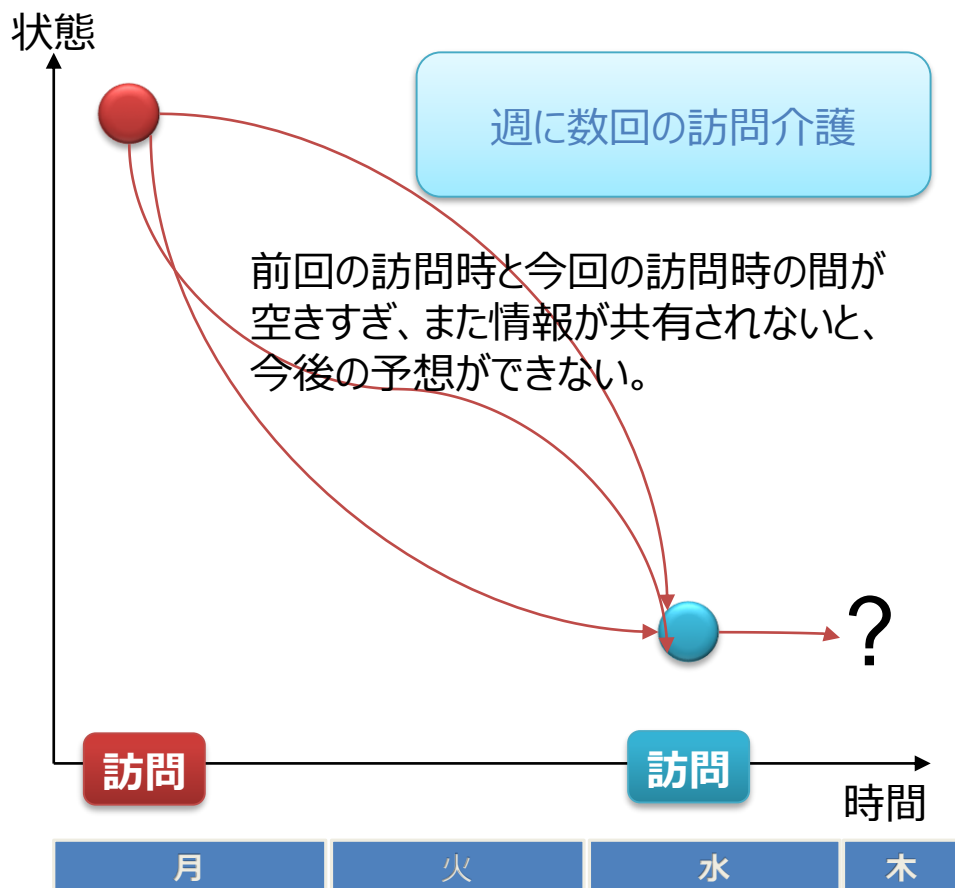 状態
週に数回の訪問介護
前回の訪問時と今回の訪問時の間が
空きすぎ、また情報が共有されないと、
今後の予想ができない。
?
訪問
訪問
時間
月
火
水
木